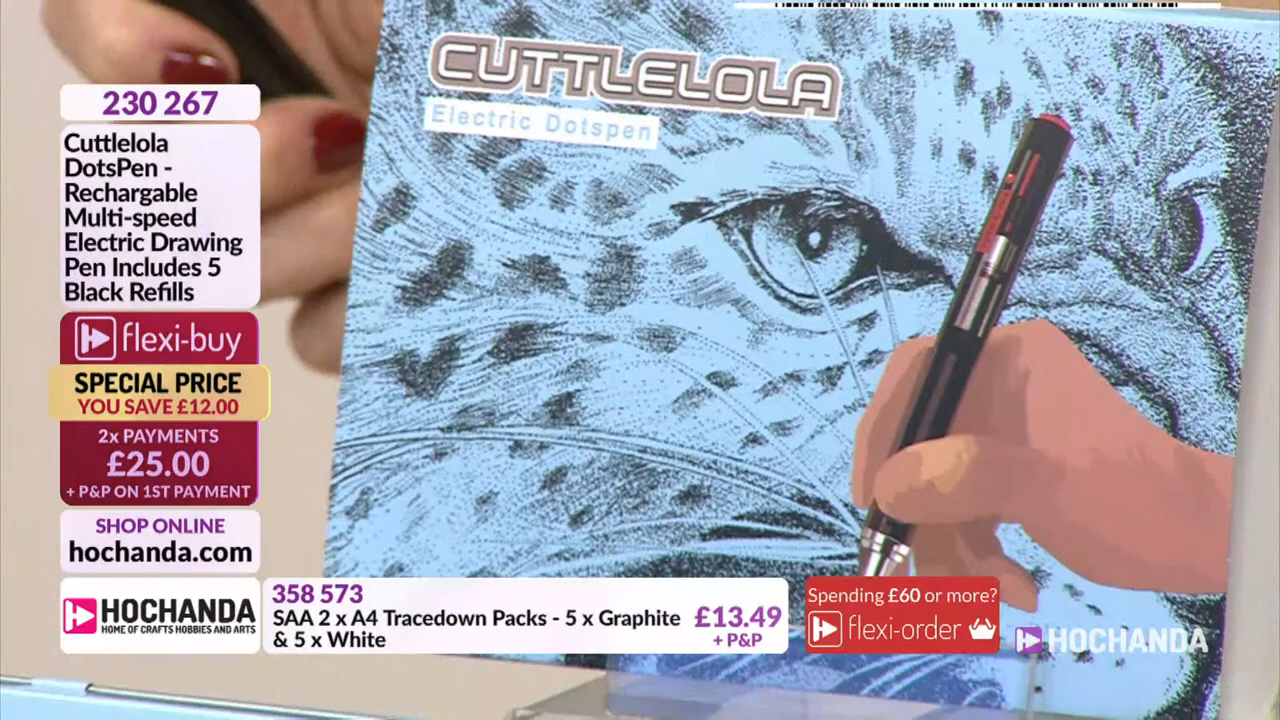 CUTTLELOLA
Electric Dotspen
230 267
Cuttlelola
DotsPen -
Rechargable
Multi-speed
Electric Drawing
Pen Includes 5
Black Refills
flexi-buy
SPECIAL PRICE
YOU SAVE £12.00
2x PAYMENTS
£25.00
+ P&P ON 1ST PAYMENT
SHOP ONLINE
hochanda.com
HOCHANDA
HOME OF CRAFTS HOBBIES AND ARTS
358 573
SAA 2 x A4 Tracedown Packs - 5 x Graphite
& 5 x White
£13.49
+ P&P
Spending £60 or more?
flexi-order
HOCHANDA